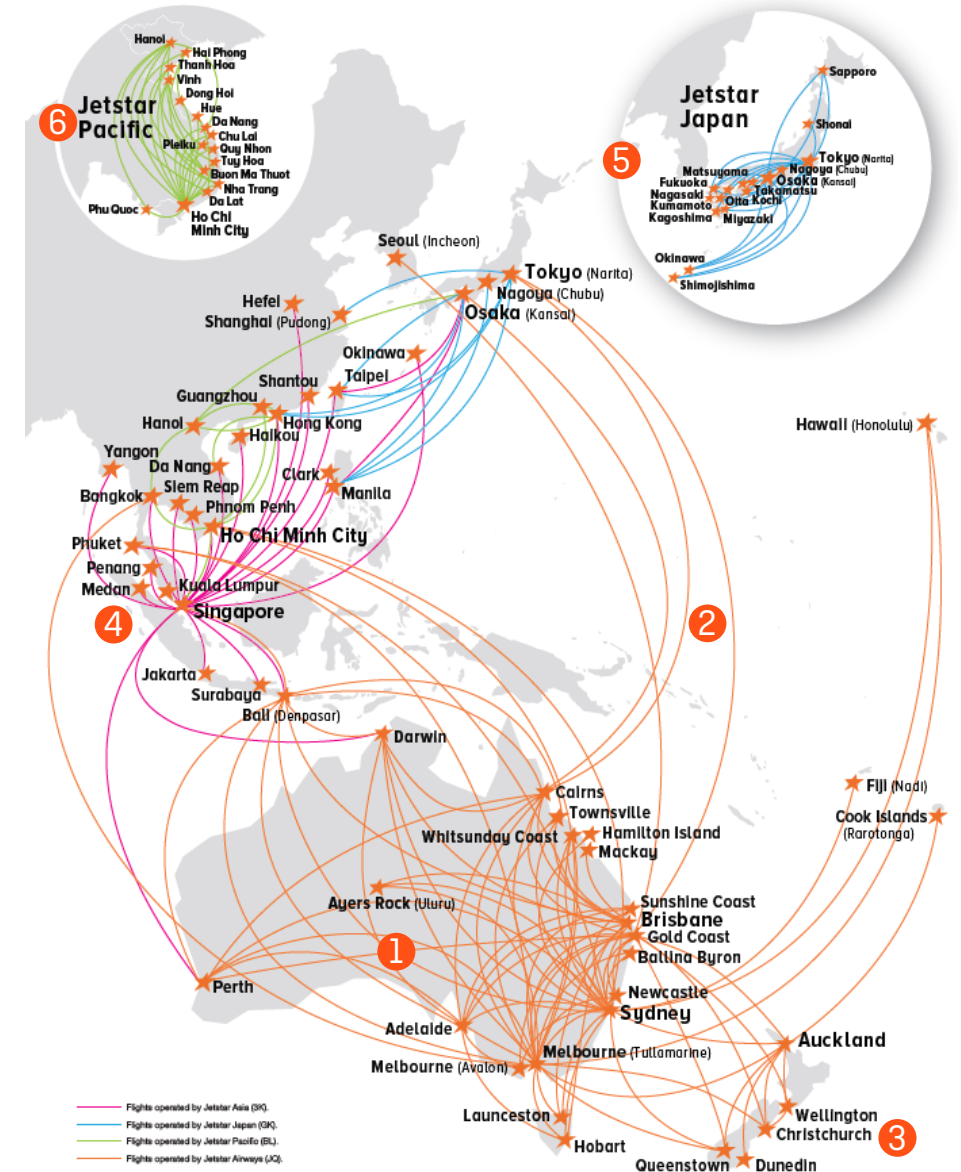 Hanoi
Hai Phong
Thanh Hoa
Vinh
Dong Hoi
Hue
Da Nang
Chu Lai
Pleiku
Quy Nhon
Tuy Hoa
Buon Ma Thuot
Nha Trang
Da Lat
Phu Quoc
Ho Chi
Minh City
6
Jetstar
Pacific
Jetstar
Japan
5
Sapporo
Shonai
Tokyo (Narita)
Nagoya (Chubu)
Osaka (Kansai)
Matsuyama
Fukuoka
Takamatsu
Nagasaki
Oita Kochi
Kumamoto
Kagoshima
Miyazaki
Okinawa
Shimojishima
Seoul (Incheon)
Tokyo (Narita)
Nagoya (Chubu)
Osaka (Kansai)
Hefei
Shanghai (Pudong)
Okinawa
Taipei
Shantou
Guangzhou
Hong Kong
Hanoi
Haikou
Yangon
Da Nang
Clark
Manila
Siem Reap
Bangkok
Phnom Penh
Ho Chi Minh City
Phuket
Penang
Medan
Kuala Lumpur
Singapore
4
2
Hawaii (Honolulu)
Jakarta
Surabaya
Bali (Denpasar)
Darwin
Fiji (Nadi)
Cook Islands
(Rarotonga)
Cairns
Townsville
Whitsunday Coast
Hamilton Island
Mackay
Ayers Rock (Uluru)
Sunshine Coast
Brisbane
Gold Coast
Ballina Byron
1
Perth
Newcastle
Sydney
Adelaide
Melbourne (Tullamarine)
Melbourne (Avalon)
Auckland
Launceston
Hobart
Wellington
Christchurch
3
Queenstown
Dunedin
Flights operated by Jetstar Asia (3K).
Flights operated by Jetstar Japan (GK).
Flights operated by Jetstar Pacific (BL).
Flights operated by Jetstar Airways (JQ).